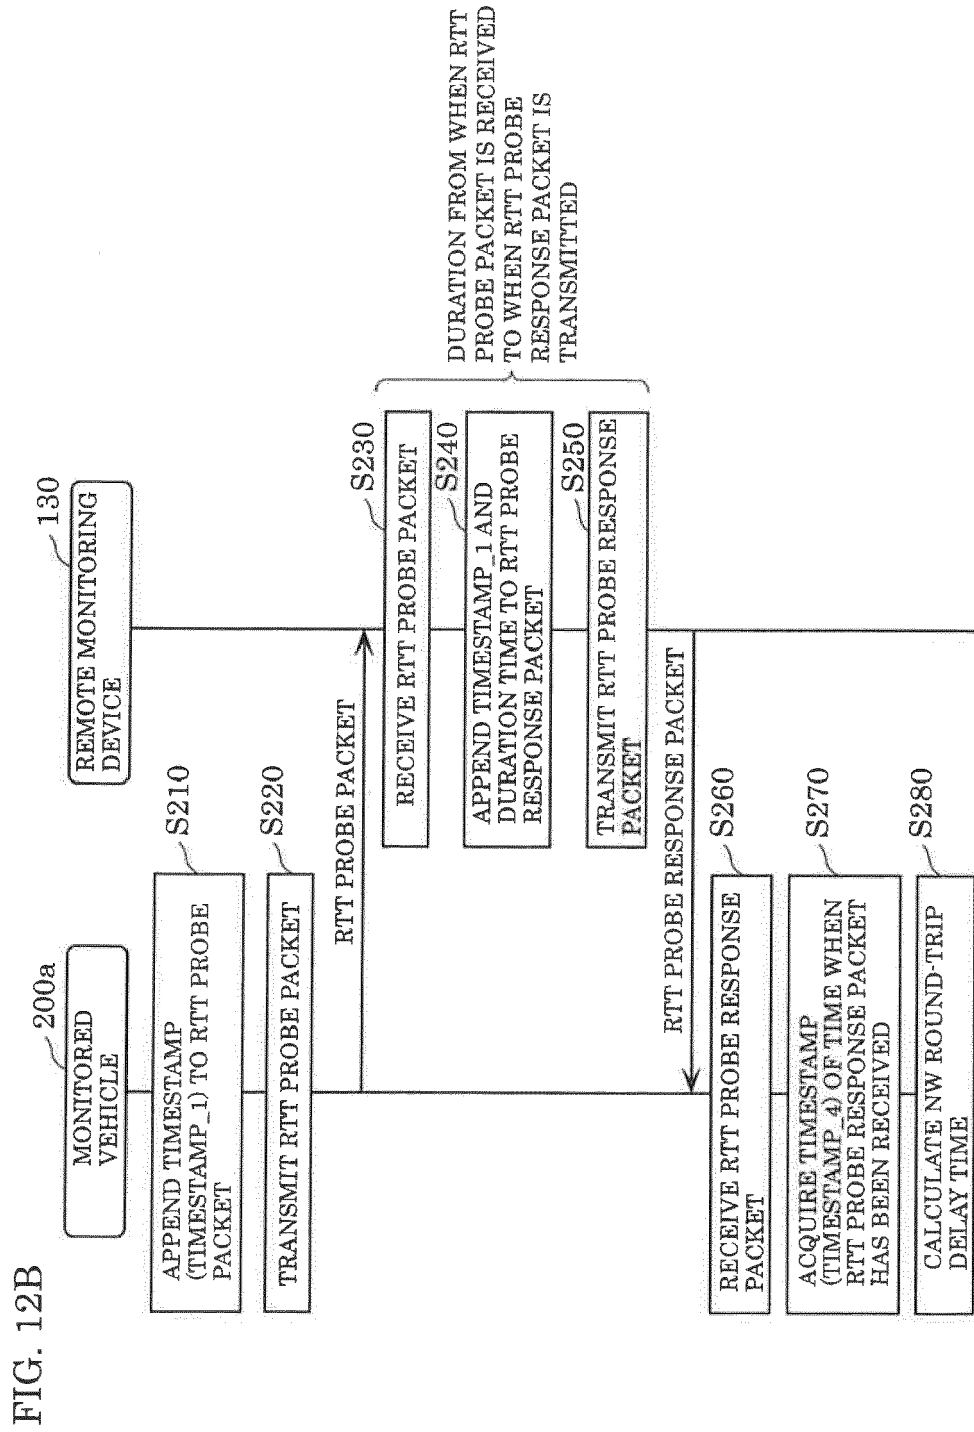 FIG. 12B
200a
MONITORED
VEHICLE
130
REMOTE MONITORING
DEVICE
S210
APPEND TIMESTAMP
(TIMESTAMP_1) TO RTT PROBE
PACKET
S220
TRANSMIT RTT PROBE PACKET
RTT PROBE PACKET
S230
RECEIVE RTT PROBE PACKET
S240
APPEND TIMESTAMP_1 AND
DURATION TIME TO RTT PROBE
RESPONSE PACKET
S250
TRANSMIT RTT PROBE RESPONSE
PACKET
DURATION FROM WHEN RTT
PROBE PACKET IS RECEIVED
TO WHEN RTT PROBE
RESPONSE PACKET IS
TRANSMITTED
RTT PROBE RESPONSE PACKET
S260
RECEIVE RTT PROBE RESPONSE
PACKET
S270
ACQUIRE TIMESTAMP
(TIMESTAMP_4) OF TIME WHEN
RTT PROBE RESPONSE PACKET
HAS BEEN RECEIVED
S280
CALCULATE NW ROUND-TRIP
DELAY TIME